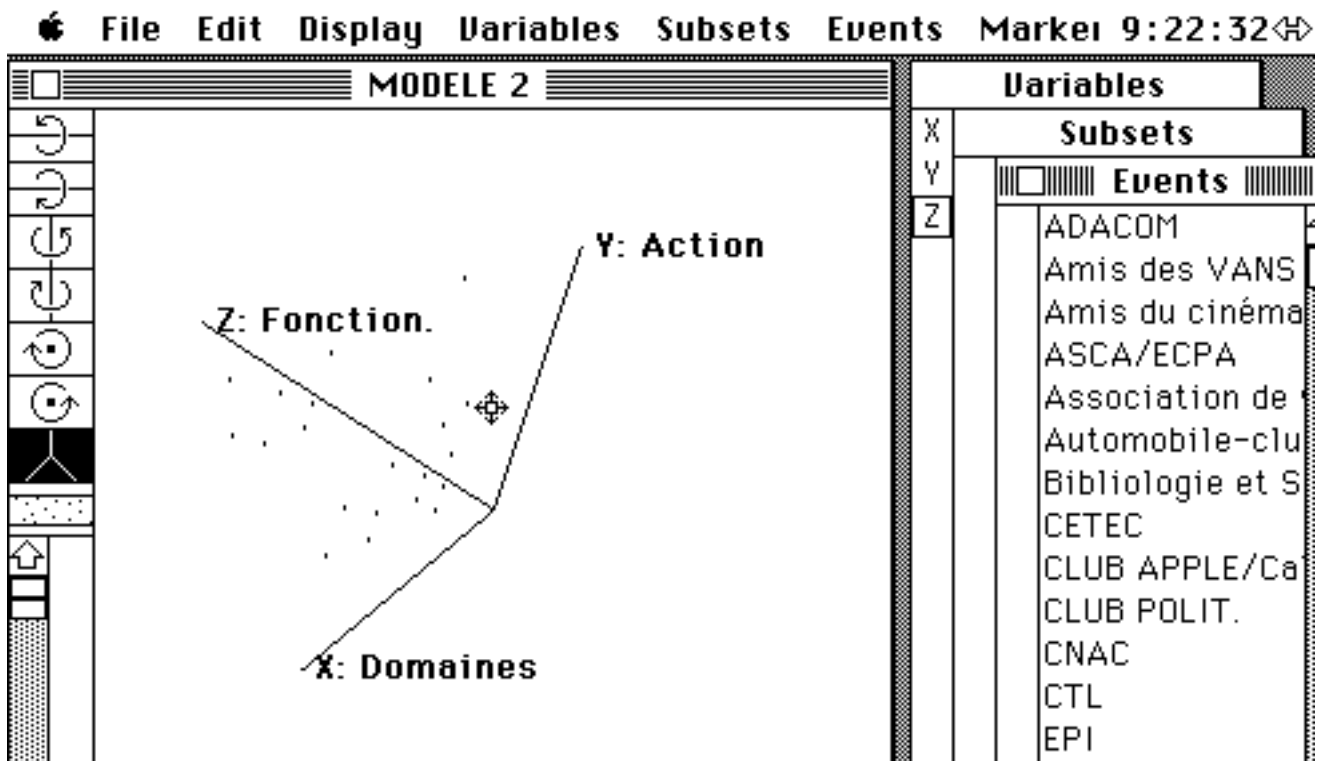 File Edit Display Variables Subsets Events Marker 9:22:32
MODELE 2
Y: Action
Z: Fonction.
X: Domaines
Variables
X
Y
Z
Subsets
Events
ADACOM
Amis des VANS
Amis du cinéma
ASCA/ECPA
Association de
Automobile-clu
Bibliologie et S
CETEC
CLUB APPLE/Ca
CLUB POLIT.
CNAC
CTL
EPI